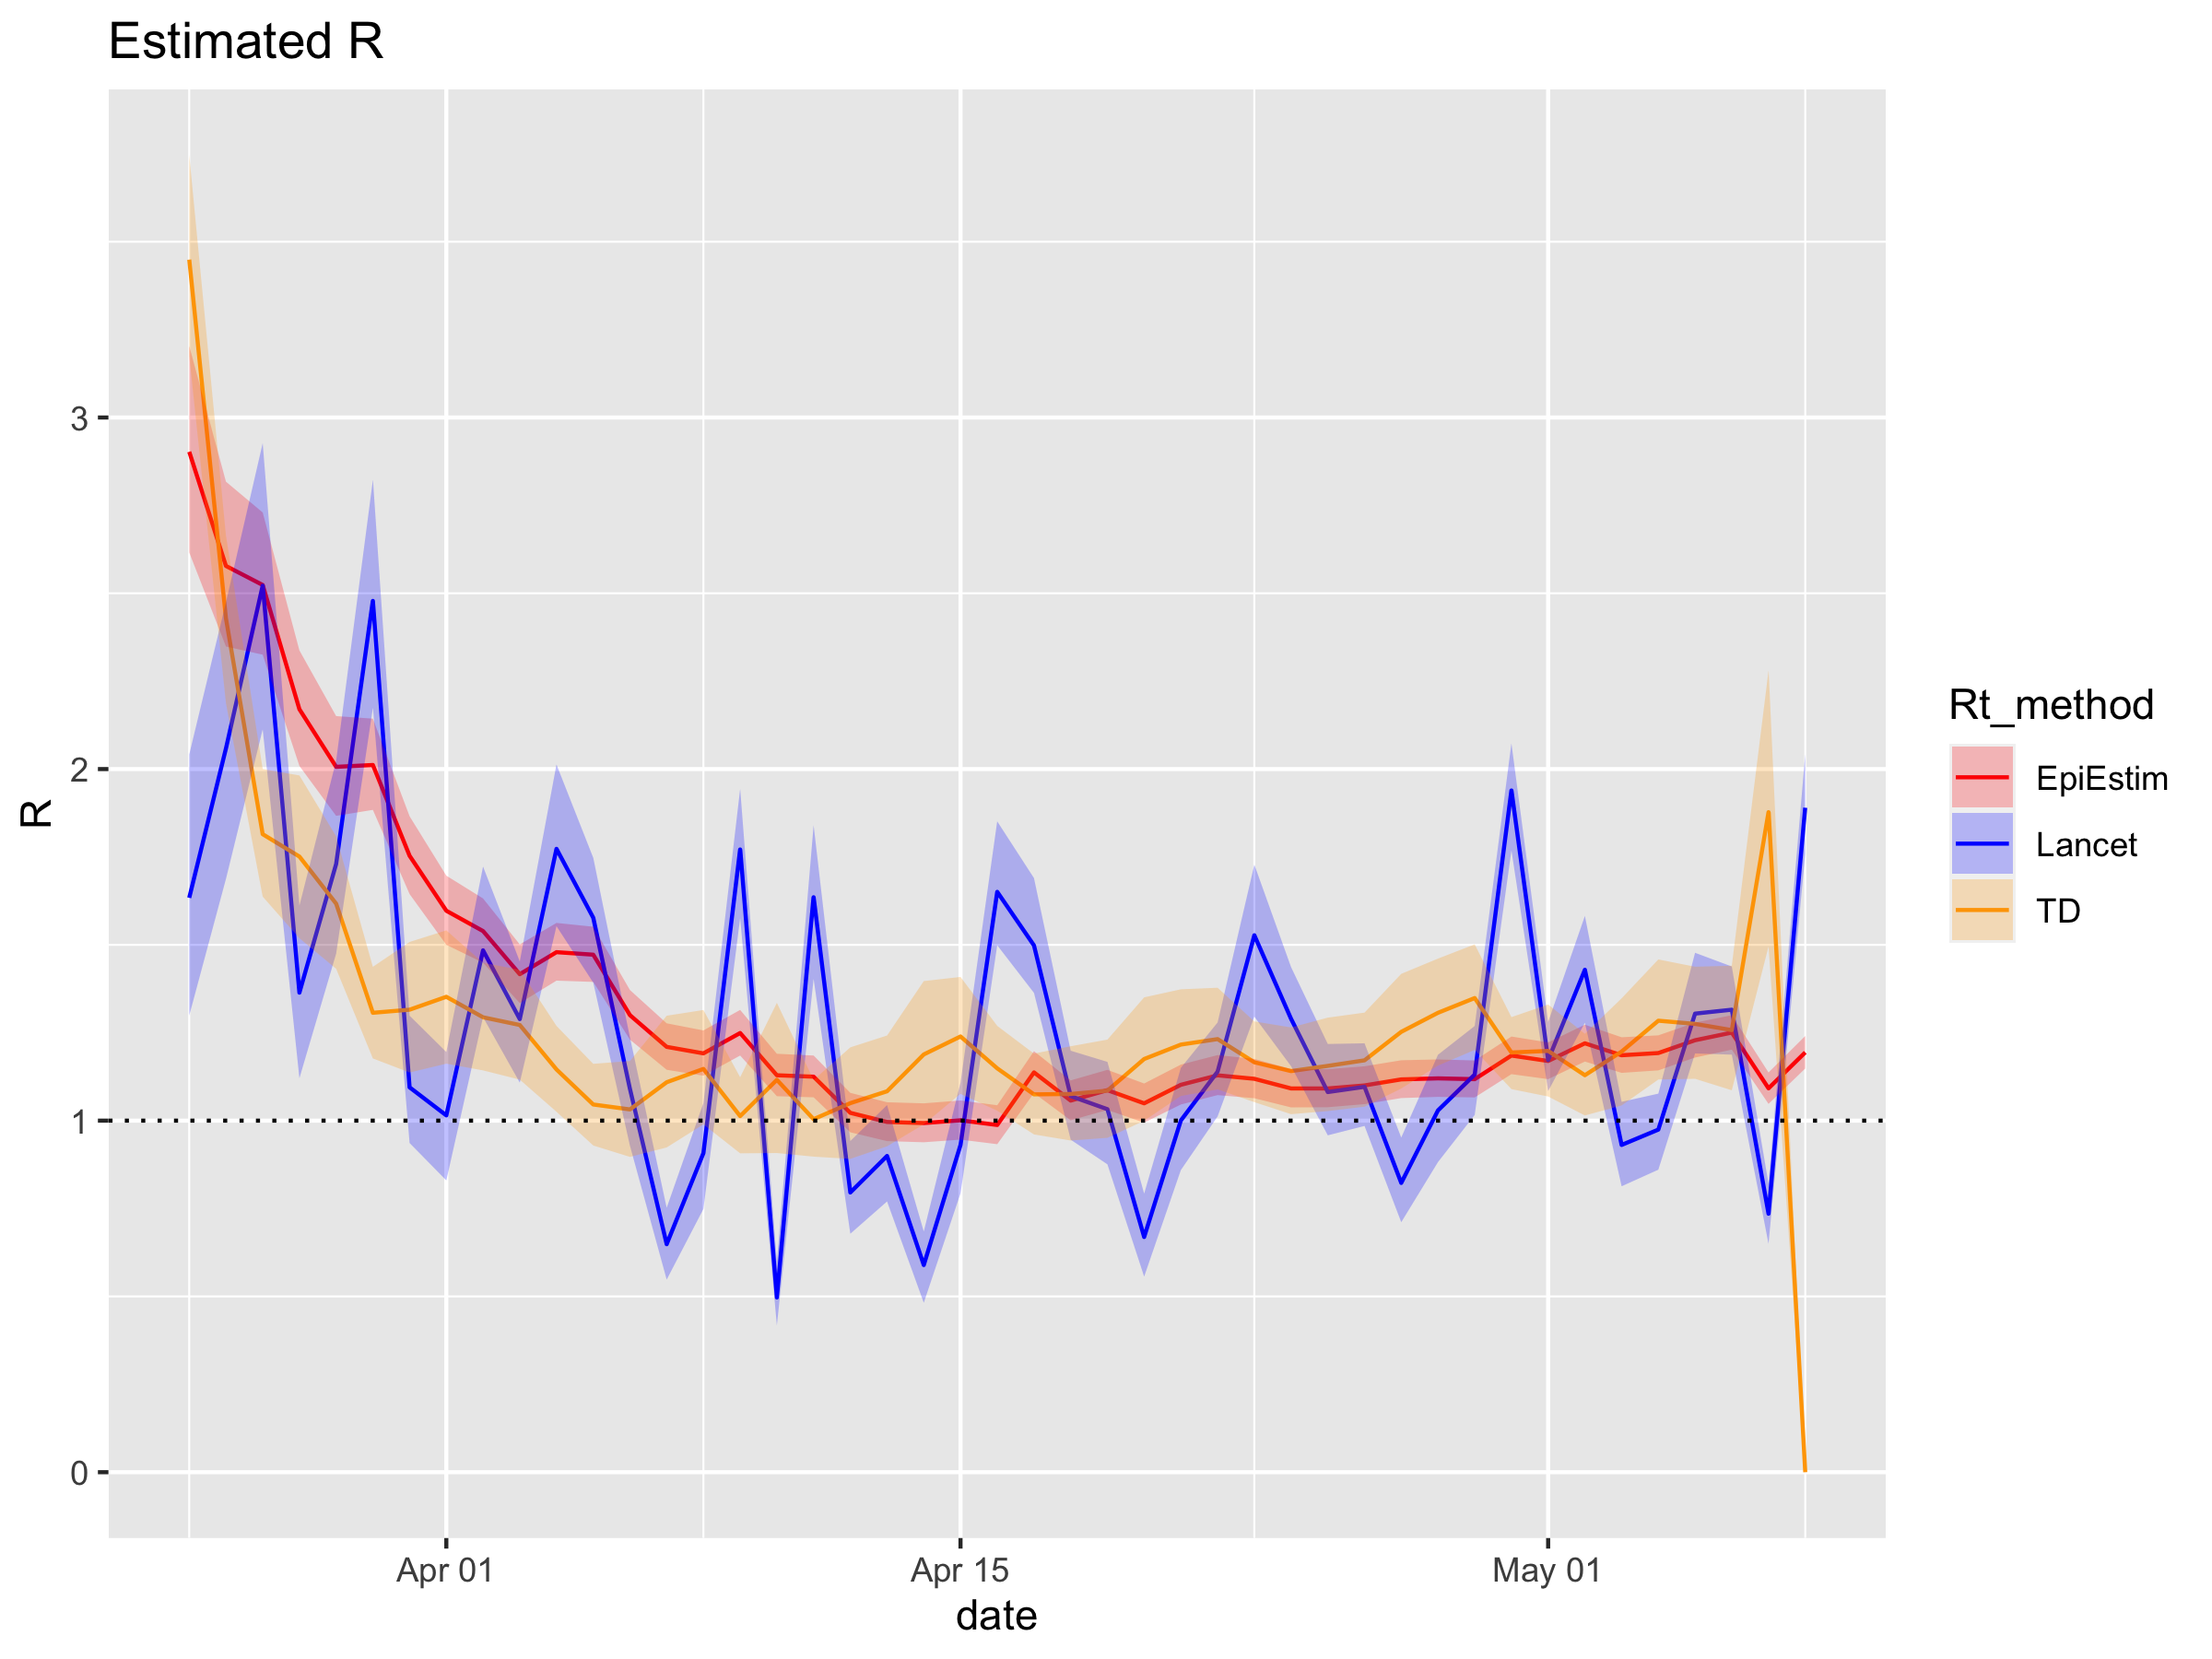 Estimated R
R
3
2
1
0
Apr 01
Apr 15
May 01
date
Rt_method
EpiEstim
Lancet
TD